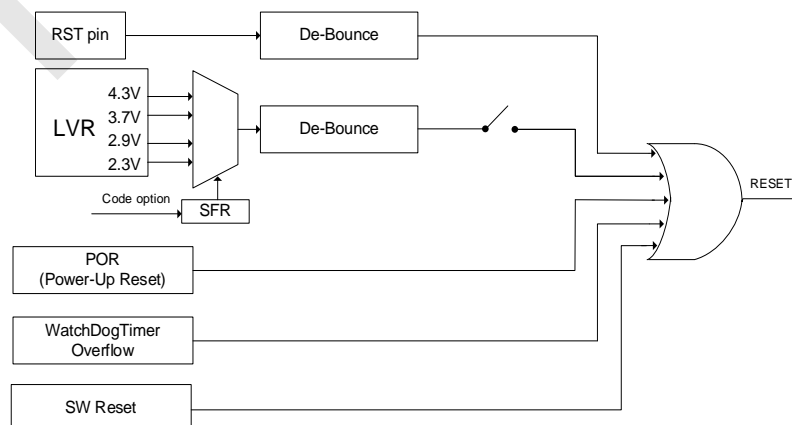 RST pin
De-Bounce
LVR
4.3V
3.7V
2.9V
2.3V
De-Bounce
Code option
SFR
RESET
POR
(Power-Up Reset)
WatchDogTimer
Overflow
SW Reset